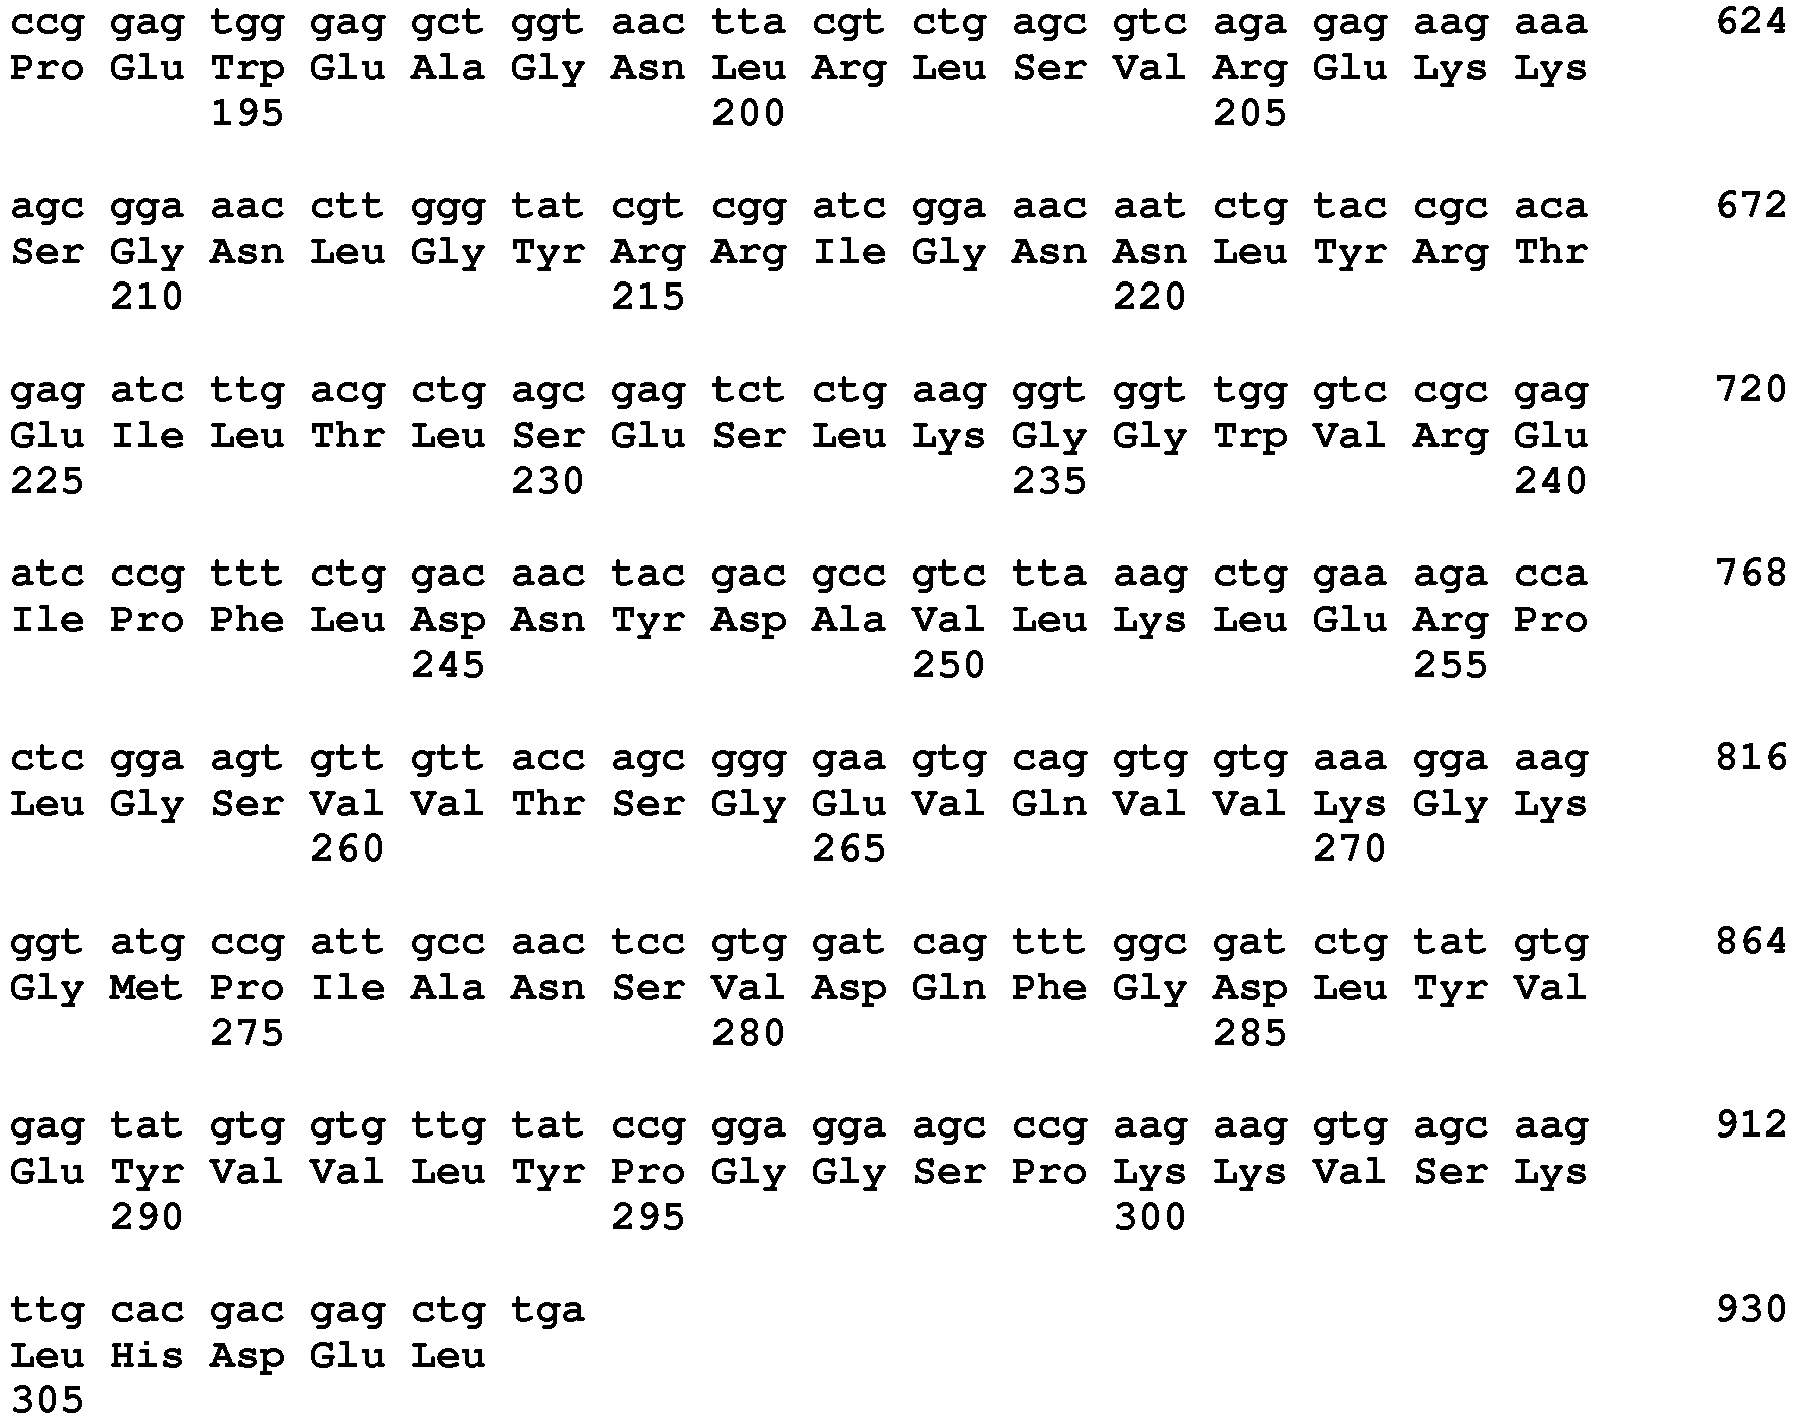 ccg gag tgg gag gct ggt aac tta cgt ctg agc gtc aga gag aag aaa 624
Pro Glu Trp Glu Ala Gly Asn Leu Arg Leu Ser Val Arg Glu Lys Lys
195 200 205
agc gga aac ctt ggg tat cgt cgg atc gga aac aat ctg tac cgc aca 672
Ser Gly Asn Leu Gly Tyr Arg Arg Ile Gly Asn Asn Leu Tyr Arg Thr
210 215 220
gag atc ttg acg ctg agc gag tct ctg aag ggt ggt tgg gtc cgc gag 720
Glu Ile Leu Thr Leu Ser Glu Ser Leu Lys Gly Gly Trp Val Arg Glu
225 230 235 240
atc ccg ttt ctg gac aac tac gac gcc gtc tta aag ctg gaa aga cca 768
Ile Pro Phe Leu Asp Asn Tyr Asp Ala Val Leu Lys Leu Glu Arg Pro
245 250 255
ctc gga agt gtt gtt acc agc ggg gaa gtg cag gtg gtg aaa gga aag 816
Leu Gly Ser Val Val Thr Ser Gly Glu Val Gln Val Val Lys Gly Lys
260 265 270
ggt atg ccg att gcc aac tcc gtg gat cag ttt ggc gat ctg tat gtg 864
Gly Met Pro Ile Ala Asn Ser Val Asp Gln Phe Gly Asp Leu Tyr Val
275 280 285
gag tat gtg gtg ttg tat ccg gga gga agc ccg aag aag gtg agc aag 912
Glu Tyr Val Val Leu Tyr Pro Gly Gly Ser Pro Lys Lys Val Ser Lys
290 295 300
ttg cac gac gag ctg tga 930
Leu His Asp Glu Leu
305